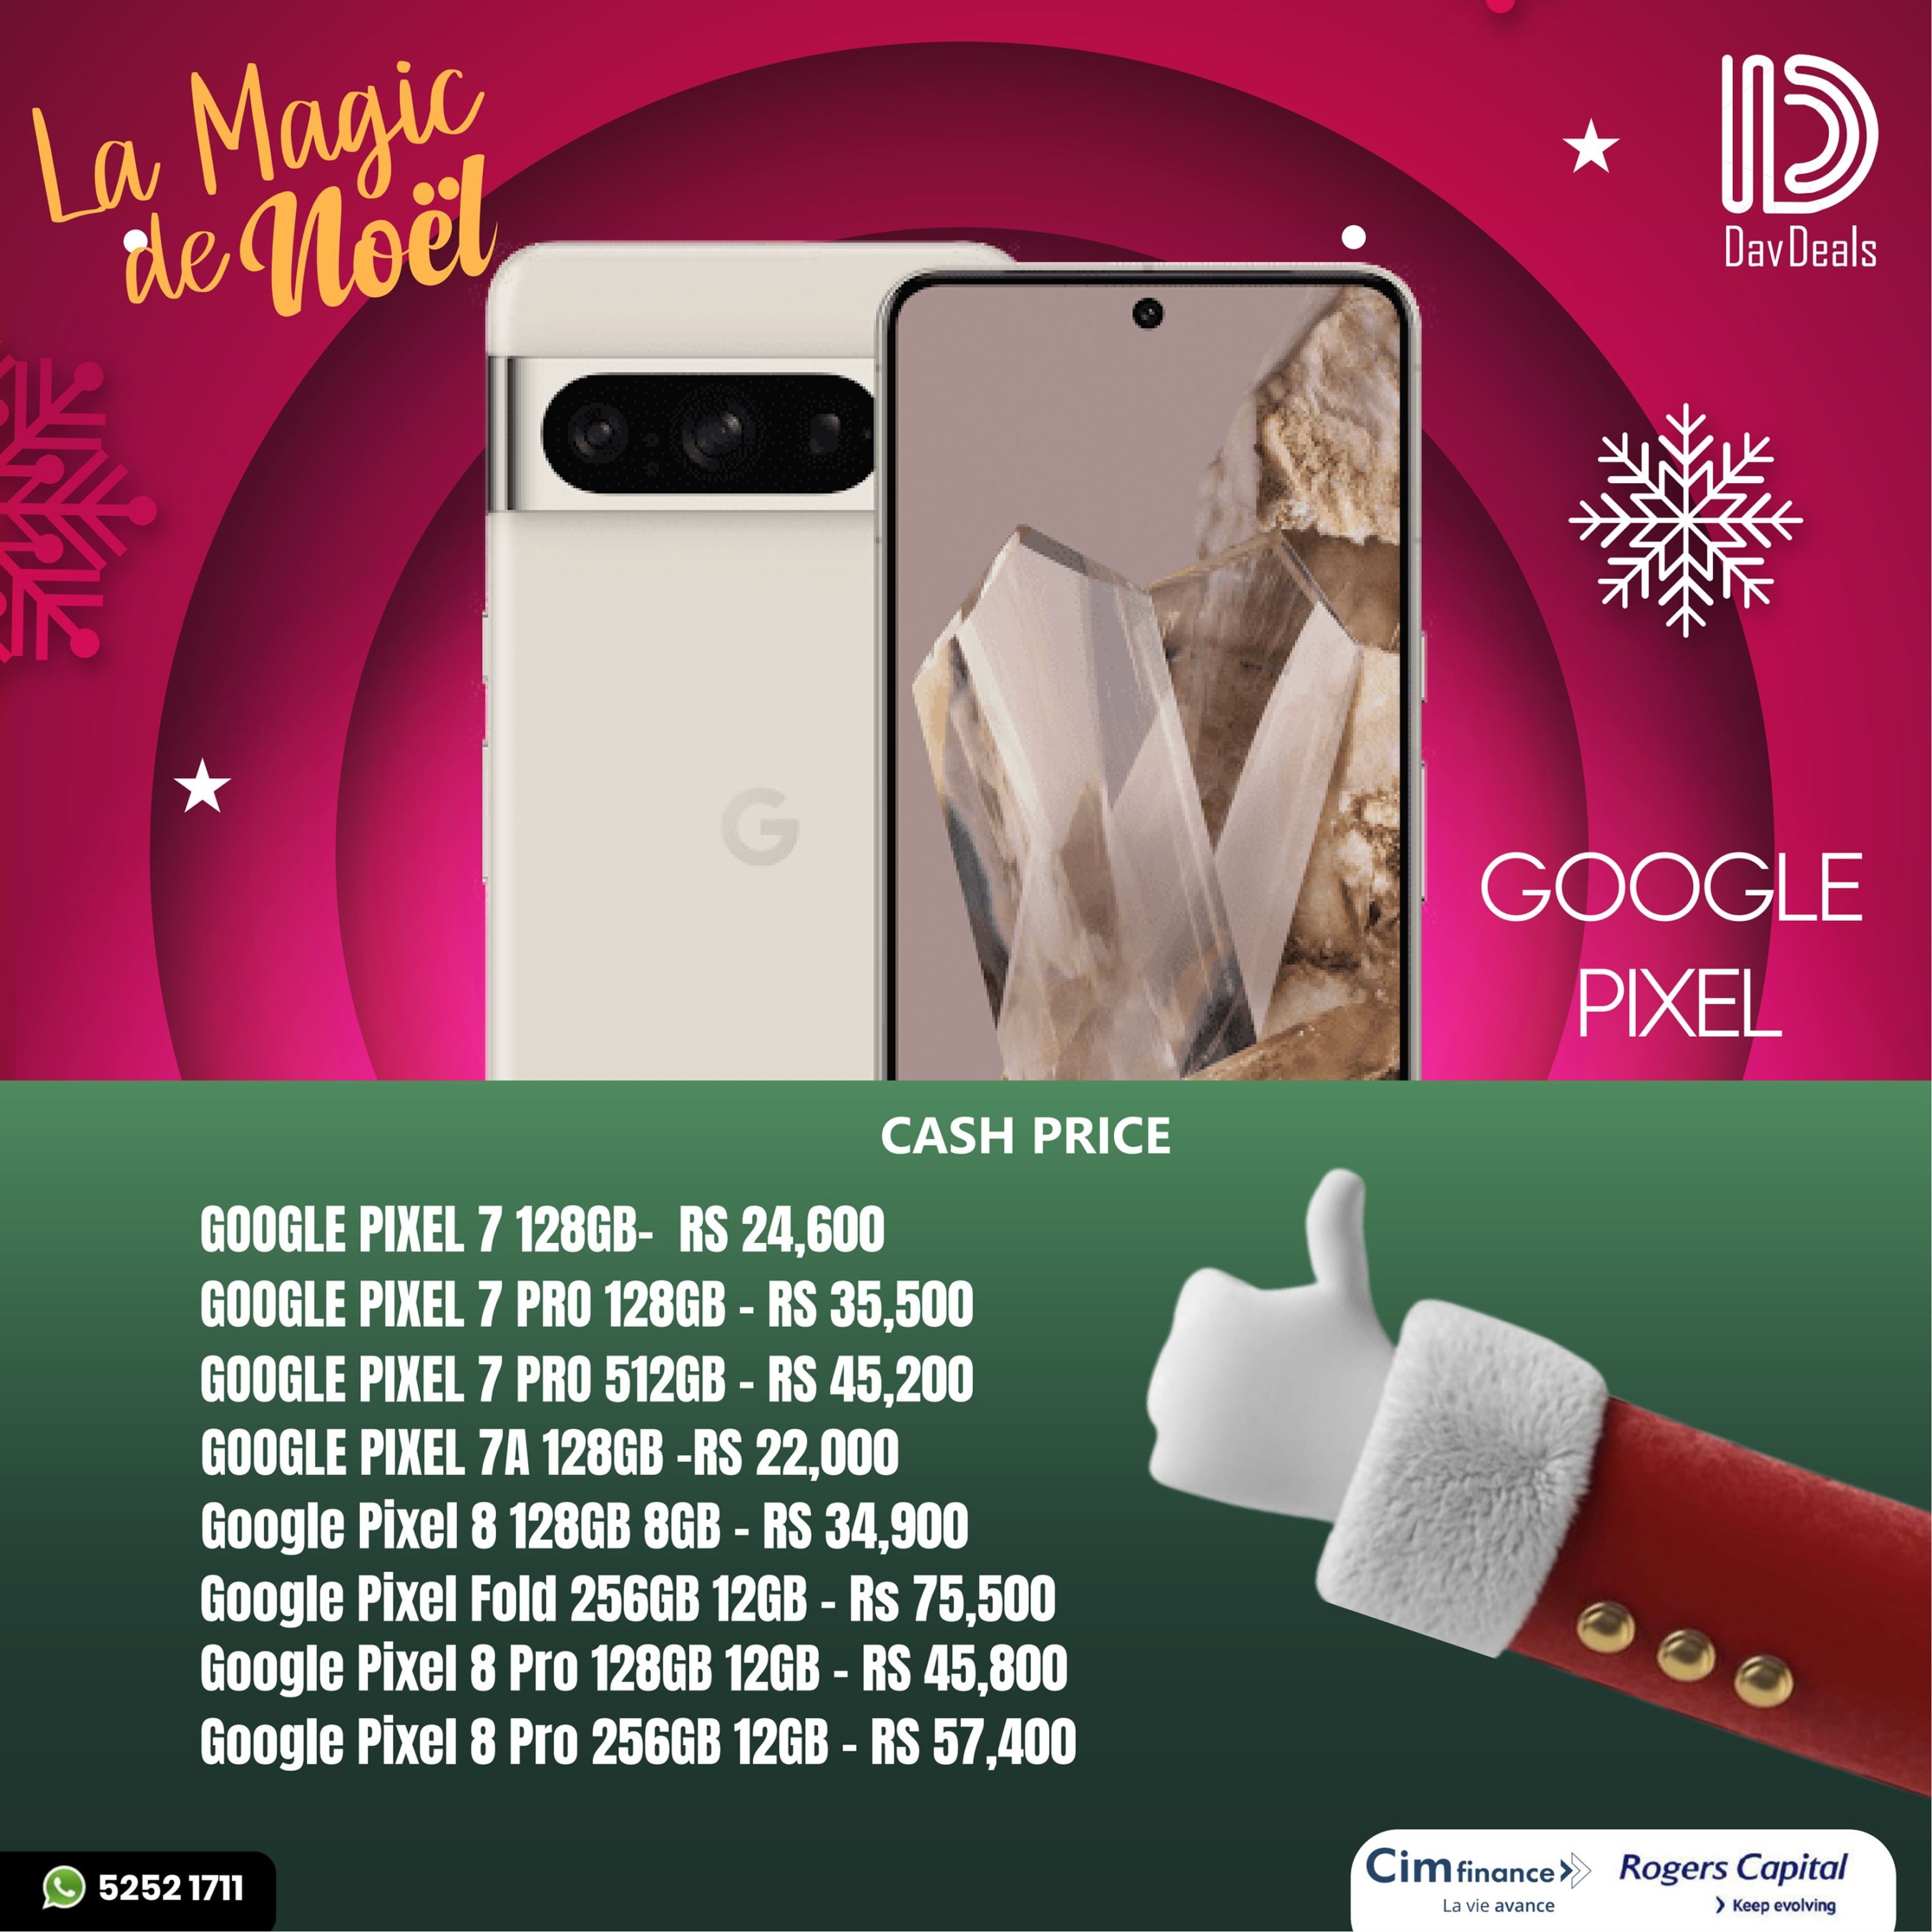 La Magic
de Noël
D
DavDeals
G
GOOGLE
PIXEL
CASH PRICE
GOOGLE PIXEL 7 128GB-  RS 24,600
GOOGLE PIXEL 7 PRO 128GB - RS 35,500
GOOGLE PIXEL 7 PRO 512GB - RS 45,200
GOOGLE PIXEL 7A 128GB -RS 22,000
Google Pixel 8 128GB 8GB - RS 34,900
Google Pixel Fold 256GB 12GB - Rs 75,500
Google Pixel 8 Pro 128GB 12GB - RS 45,800
Google Pixel 8 Pro 256GB 12GB - RS 57,400
5252 1711
Cim finance
La vie avance
Rogers Capital
Keep evolving